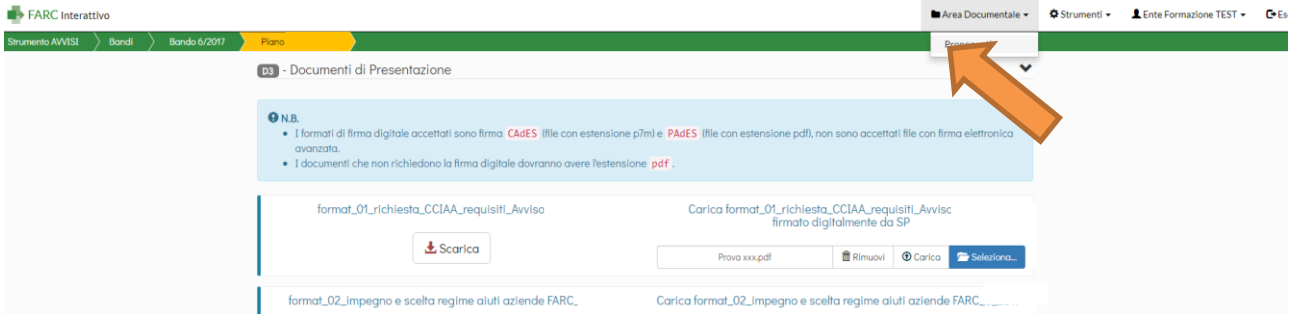 FARC Interattivo
Area Documentale
Strumenti
Ente Formazione TEST
Strumento AVVISI
Bandi
Bando 6/2017
Piano
D3 - Documenti di Presentazione
N.B.
I formati di firma digitale accettati sono firma CAdES (file con estensione p7m) e PAdES (file con estensione pdf), non sono accettati file con firma elettronica
avanzata.
I documenti che non richiedono la firma digitale dovranno avere l'estensione pdf .
format_01_richiesta_CCIAA_requisiti_Avviso
Scarica
Carica format_01_richiesta_CCIAA_requisiti_Avviso
firmato digitalmente da SP
Prova xxx.pdf
Rimuovi
Carica
Seleziona...
format_02_impegno e scelta regime aiuti aziende FARC_
Carica format_02_impegno e scelta regime aiuti aziende FARC_